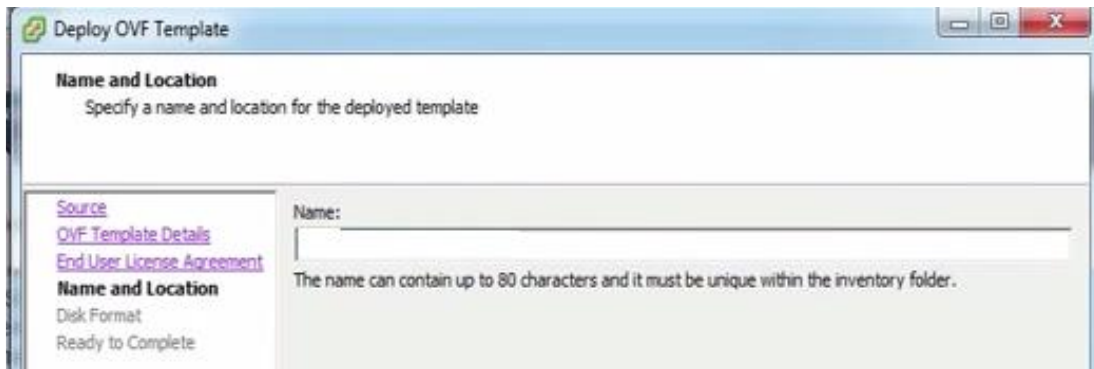 Deploy OVF Template
Name and Location
Specify a name and location for the deployed template
Source
OVF Template Details
End User License Agreement
Name and Location
Disk Format
Ready to Complete
Name:
The name can contain up to 80 characters and it must be unique within the inventory folder.